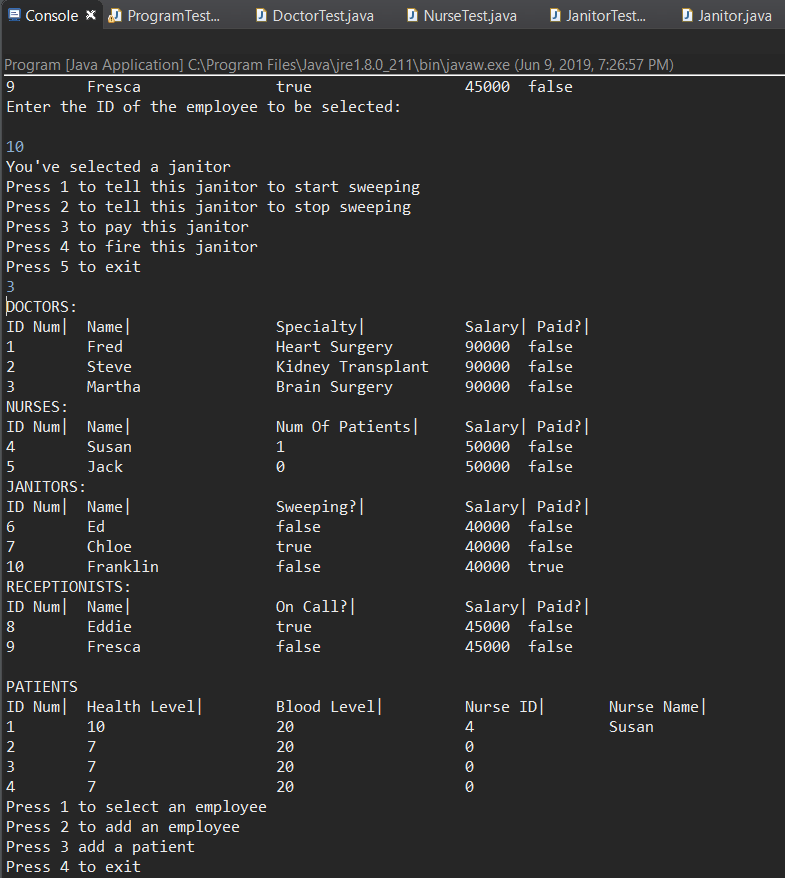 Console ProgramTest... DoctorTest.java NurseTest.java JanitorTest... Janitor.java
Program [Java Application] C:\Program Files\Java\jre1.8.0_211\bin\javaw.exe (Jun 9, 2019, 7:26:57 PM)
9 Fresca true 45000 false
Enter the ID of the employee to be selected:
10
You've selected a janitor
Press 1 to tell this janitor to start sweeping
Press 2 to tell this janitor to stop sweeping
Press 3 to pay this janitor
Press 4 to fire this janitor
Press 5 to exit
3
DOCTORS:
ID Num| Name| Specialty| Salary| Paid?|
1 Fred Heart Surgery 90000 false
2 Steve Kidney Transplant 90000 false
3 Martha Brain Surgery 90000 false
NURSES:
ID Num| Name| Num Of Patients| Salary| Paid?|
4 Susan 1 50000 false
5 Jack 0 50000 false
JANITORS:
ID Num| Name| Sweeping?| Salary| Paid?|
6 Ed false 40000 false
7 Chloe true 40000 false
10 Franklin false 40000 true
RECEPTIONISTS:
ID Num| Name| On Call?| Salary| Paid?|
8 Eddie true 45000 false
9 Fresca false 45000 false
PATIENTS
ID Num| Health Level| Blood Level| Nurse ID| Nurse Name|
1 10 20 4 Susan
2 7 20 0
3 7 20 0
4 7 20 0
Press 1 to select an employee
Press 2 to add an employee
Press 3 add a patient
Press 4 to exit